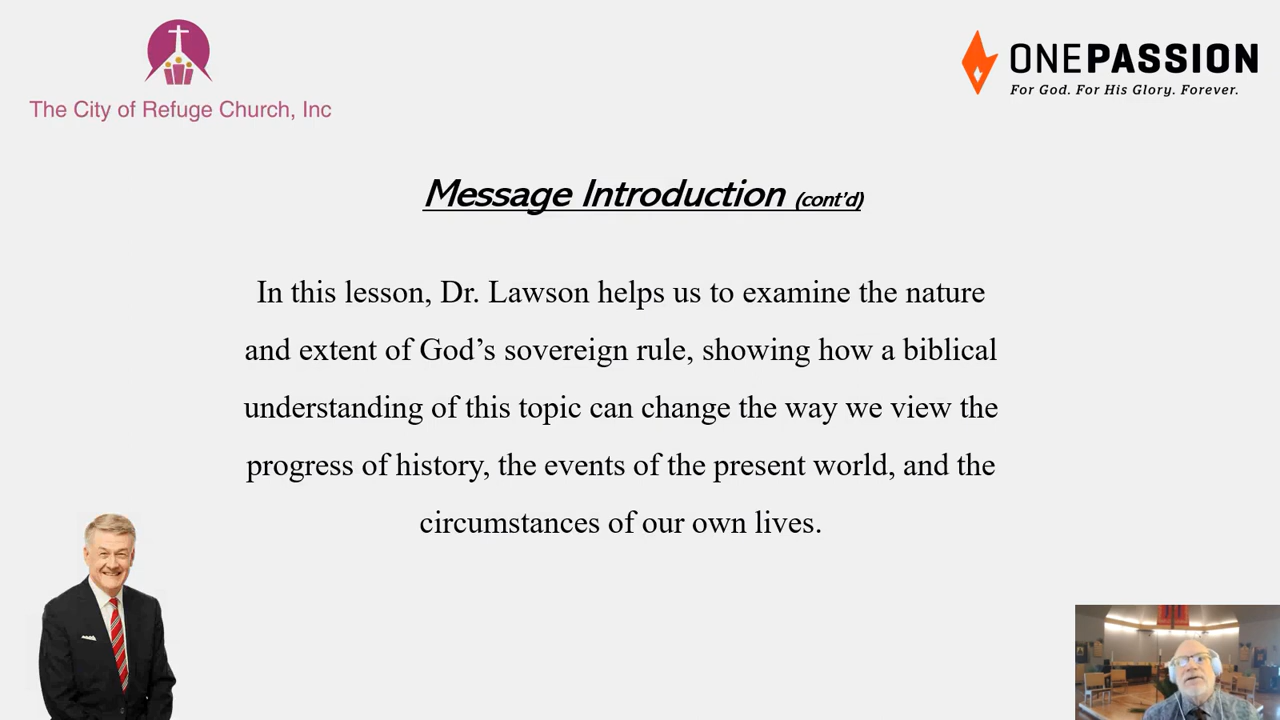 The City of Refuge Church, Inc
ONEPASSION
For God. For His Glory. Forever.
Message Introduction (cont'd)
In this lesson, Dr. Lawson helps us to examine the nature
and extent of God's sovereign rule, showing how a biblical
understanding of this topic can change the way we view the
progress of history, the events of the present world, and the
circumstances of our own lives.